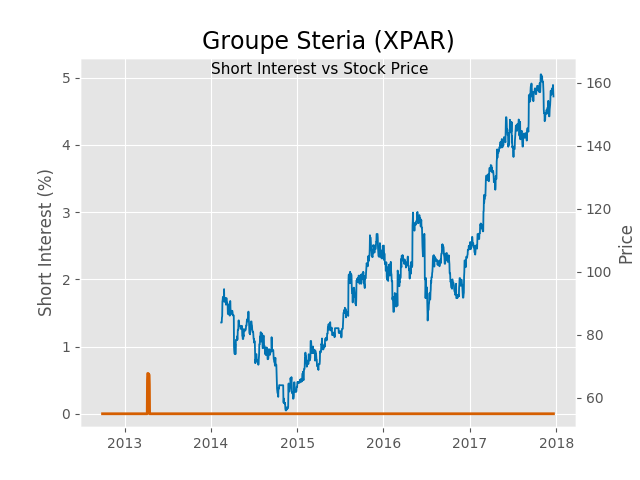 Groupe Steria (XPAR)
Short Interest vs Stock Price
Short Interest (%)
5
4
3
2
1
0
160
140
120
100
80
60
Price
2013 2014 2015 2016 2017 2018